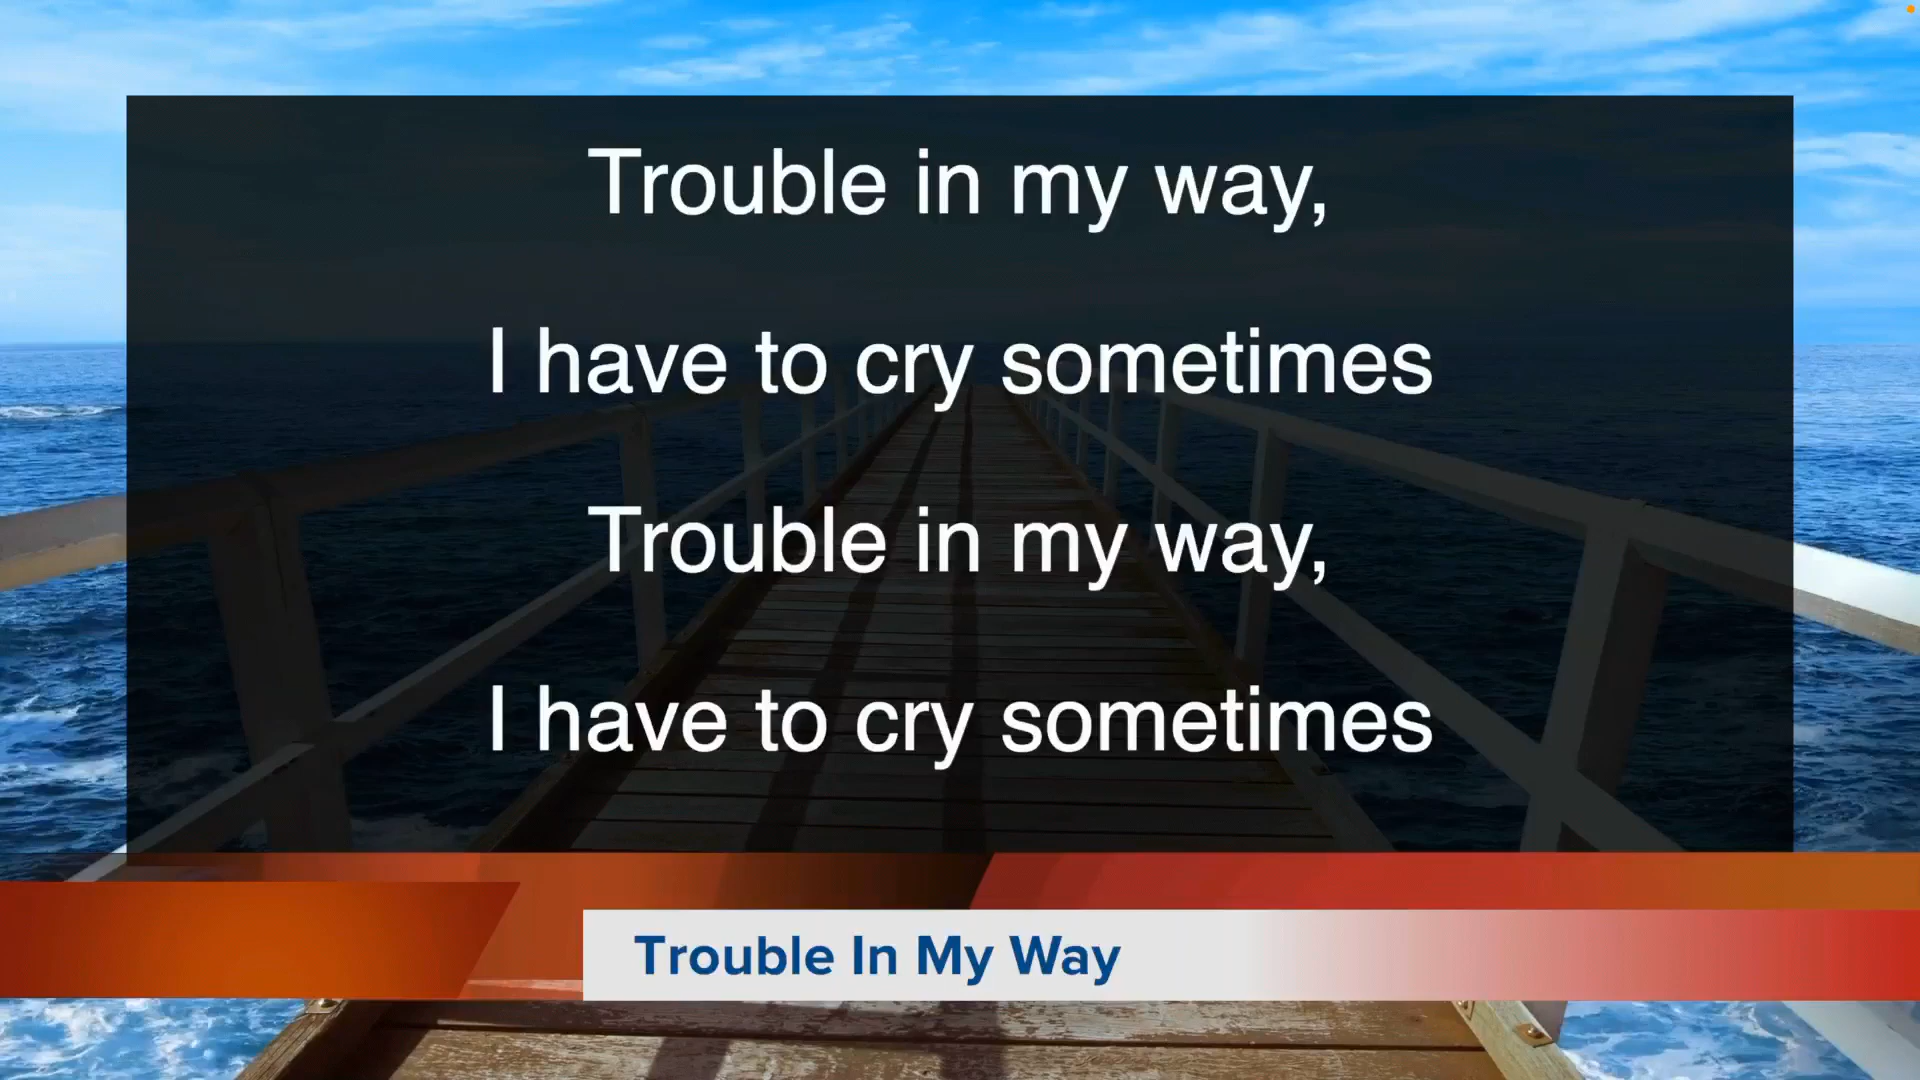 Trouble in my way,
I have to cry sometimes
Trouble in my way,
I have to cry sometimes
Trouble In My Way